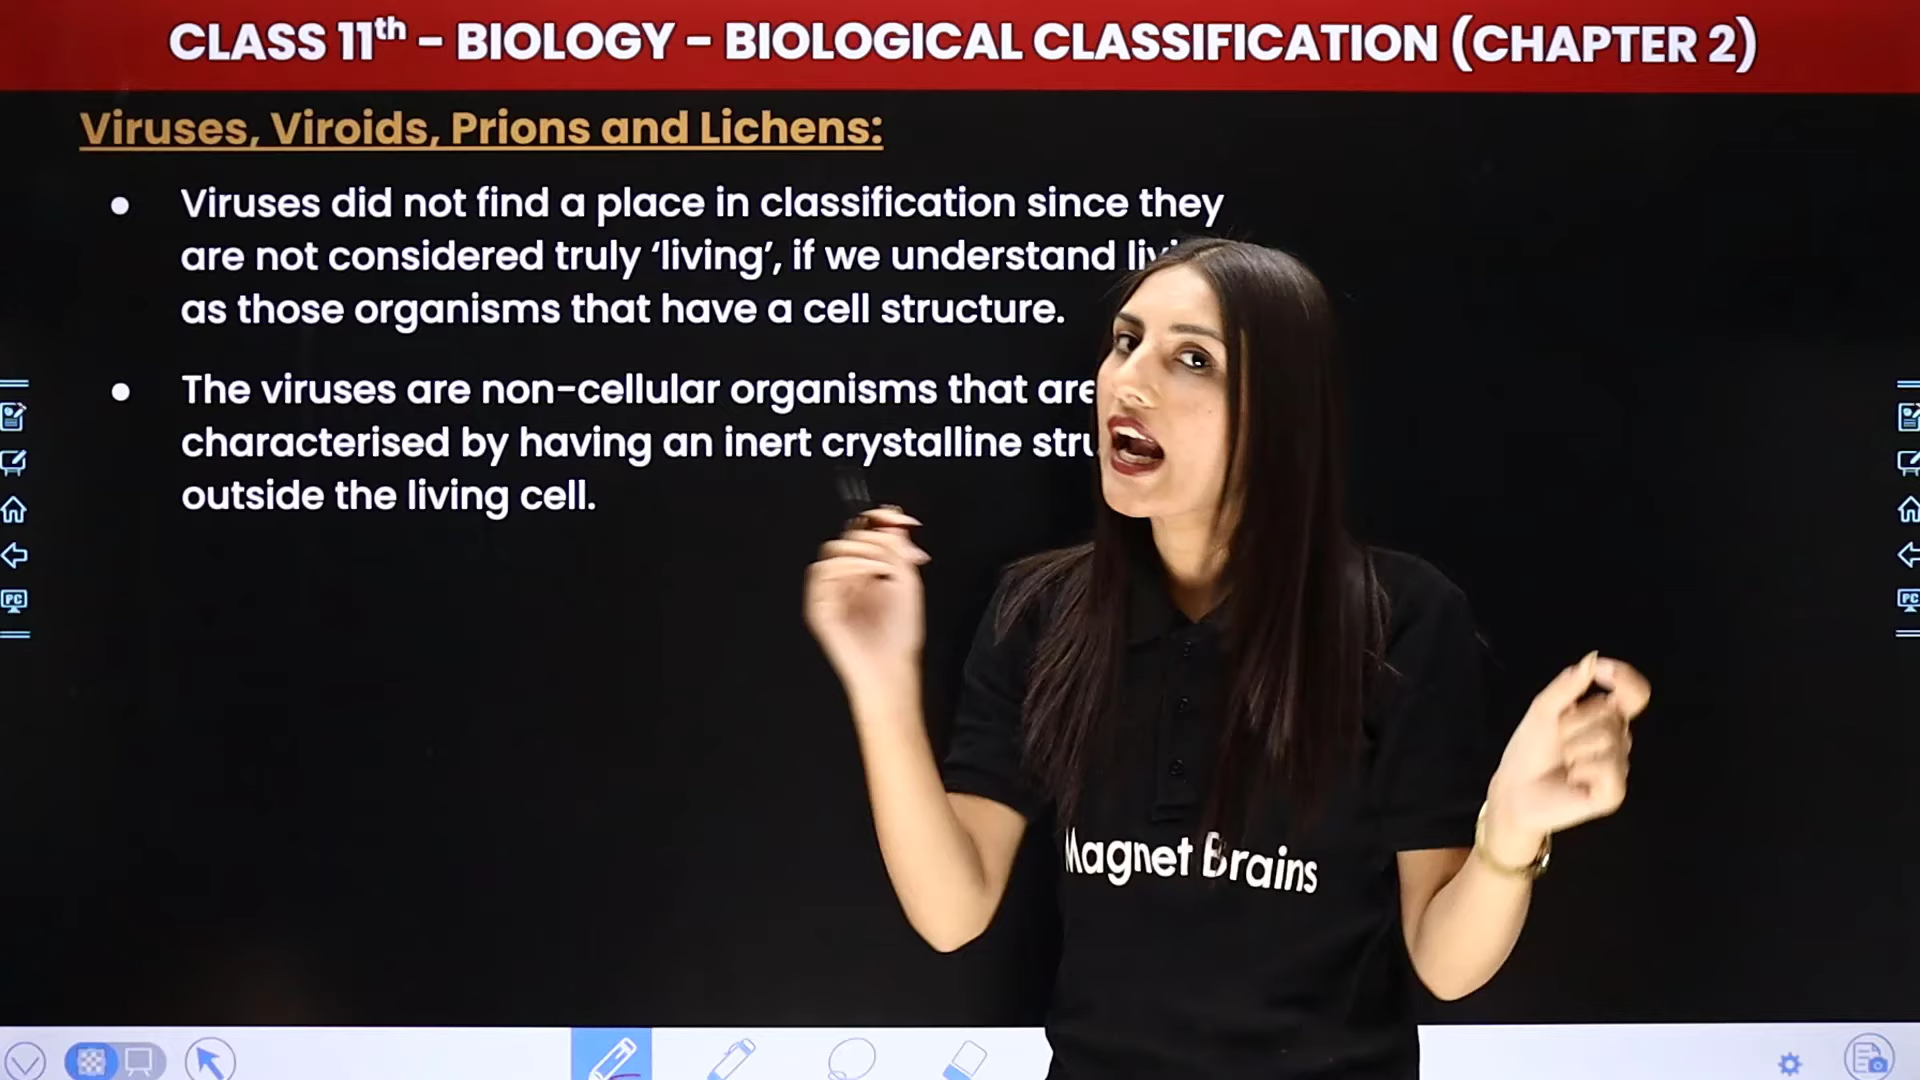 CLASS 11th - BIOLOGY - BIOLOGICAL CLASSIFICATION (CHAPTER 2)
Viruses, Viroids, Prions and Lichens:
● Viruses did not find a place in classification since they
are not considered truly ‘living’, if we understand
as those organisms that have a cell structure.
● The viruses are non-cellular organisms that are
characterised by having an inert crystalline
outside the living cell.
Magnet Brains
PC
PC